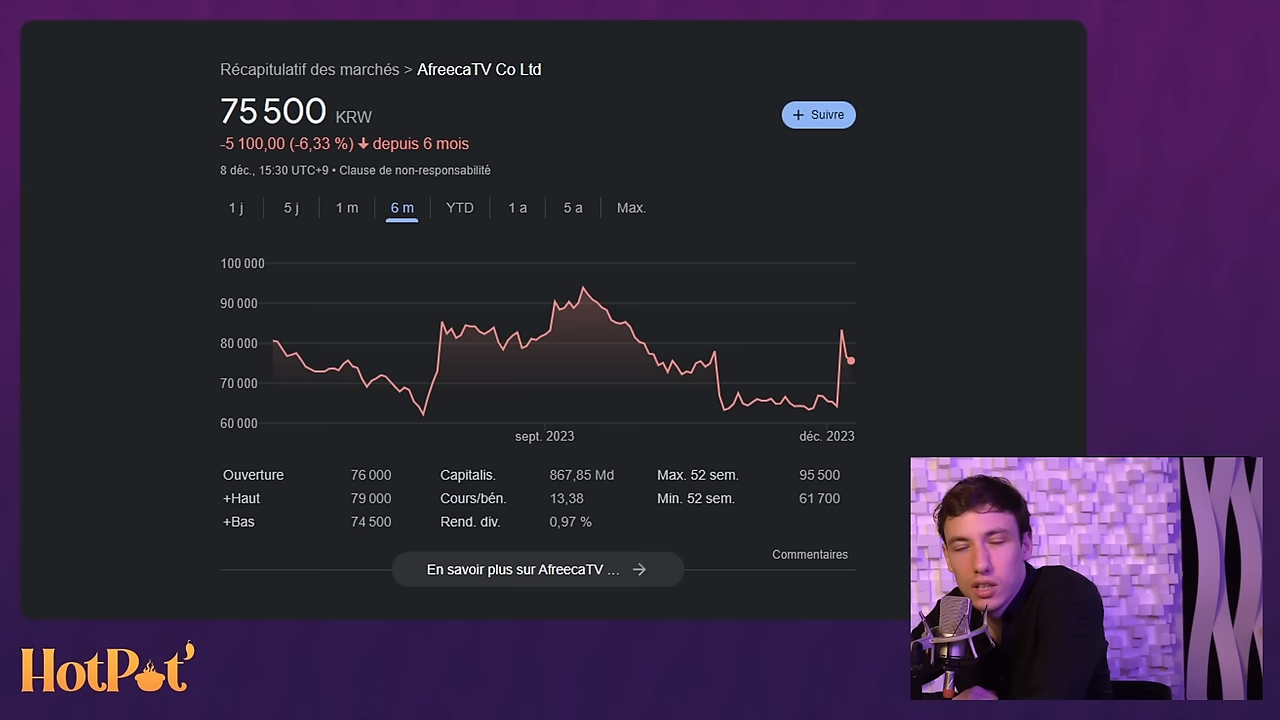 Récapitulatif des marchés > AfreecaTV Co Ltd
75 500 KRW
+ Suivre
-5 100,00 (-6,33 %) ↓ depuis 6 mois
8 déc., 15:30 UTC+9 • Clause de non-responsabilité
1 j 5 j 1 m 6 m YTD 1 a 5 a Max.
100 000
90 000
80 000
70 000
60 000
sept. 2023 déc. 2023
Ouverture 76 000 Capitalis. 867,85 Md Max. 52 sem. 95 500
+Haut 79 000 Cours/bén. 13,38 Min. 52 sem. 61 700
+Bas 74 500 Rend. div. 0,97 %
Commentaires
En savoir plus sur AfreecaTV ... →
HotPot'